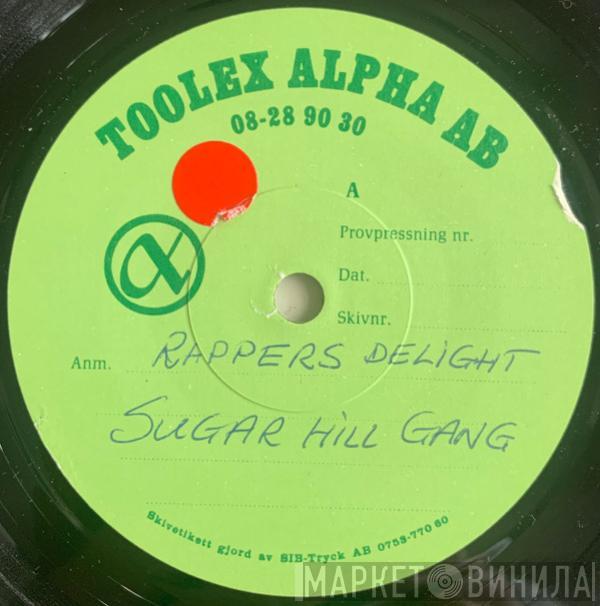 TOOLEX ALPHA AB
08-28 90 30
A
Provpressning nr.
Dat.
Skivnr.
Anm. RAPPERS DELIGHT
SUGAR HILL GANG
Skivetikett gjord av SIB-Tryck AB 0753-770 60
МАРКЕТ ВИНИЛА